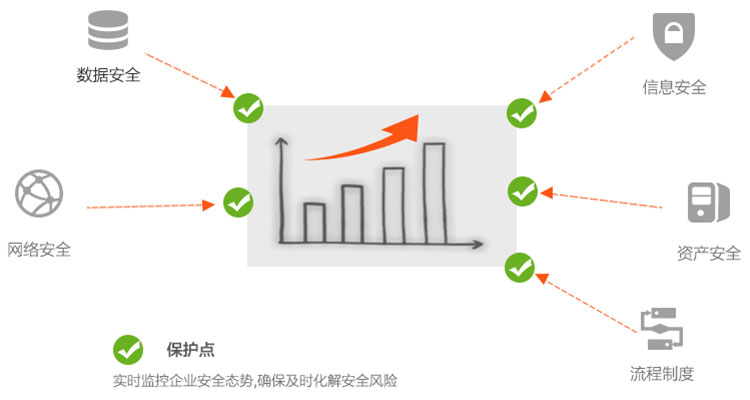 数据安全
信息安全
网络安全
资产安全
流程制度
保护点
实时监控企业安全态势,确保及时化解安全风险